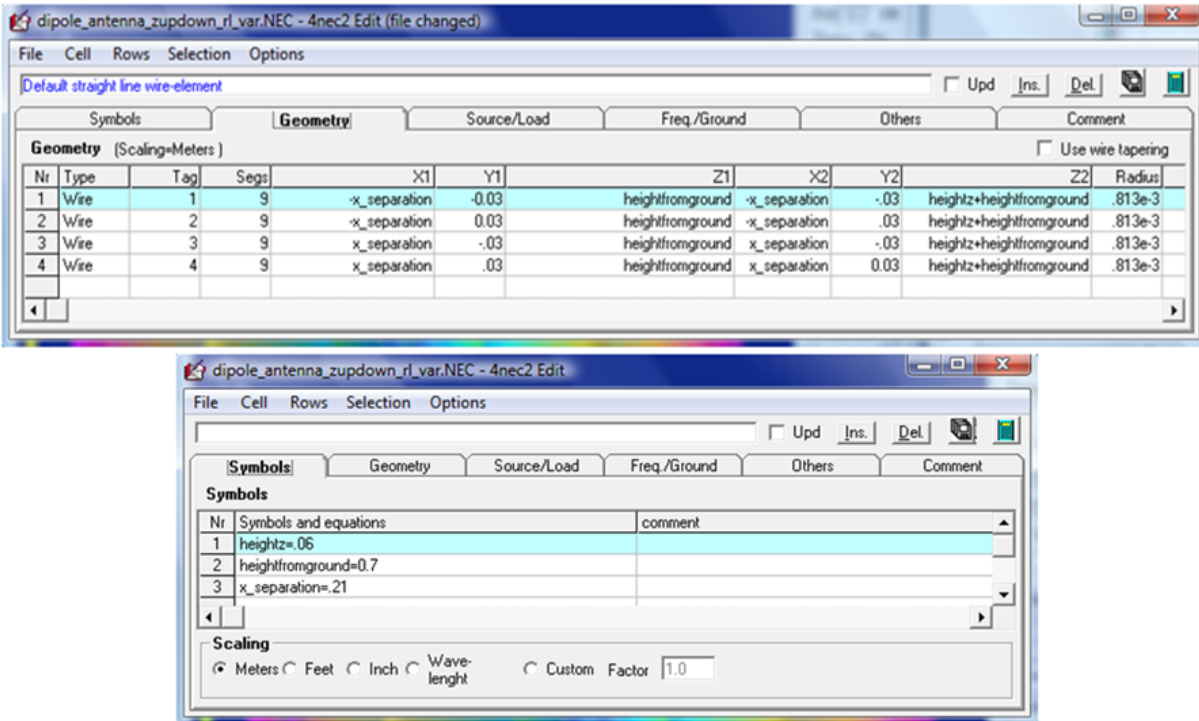 dipole_antenna_zupdown_rl_var.NEC - 4nec2 Edit (file changed)
File Cell Rows Selection Options
Default straight line wire-element Upd Ins. Del.
Symbols Geometry Source/Load Freq./Ground Others Comment
Geometry (Scaling=Meters ) Use wire tapering
Nr Type Tag Segs X1 Y1 Z1 X2 Y2 Z2 Radius
1 Wire 1 9 -x_separation -0.03 heightfromground -x_separation -.03 heightz+heightfromground .813e-3
2 Wire 2 9 -x_separation 0.03 heightfromground -x_separation .03 heightz+heightfromground .813e-3
3 Wire 3 9 x_separation -.03 heightfromground x_separation -.03 heightz+heightfromground .813e-3
4 Wire 4 9 x_separation .03 heightfromground x_separation 0.03 heightz+heightfromground .813e-3
dipole_antenna_zupdown_rl_var.NEC - 4nec2 Edit
File Cell Rows Selection Options
Upd Ins. Del.
Symbols Geometry Source/Load Freq./Ground Others Comment
Symbols
Nr Symbols and equations comment
1 heightz=.06
2 heightfromground=0.7
3 x_separation=.21
Scaling
Meters Feet Inch Wave-
lenght Custom Factor 1.0